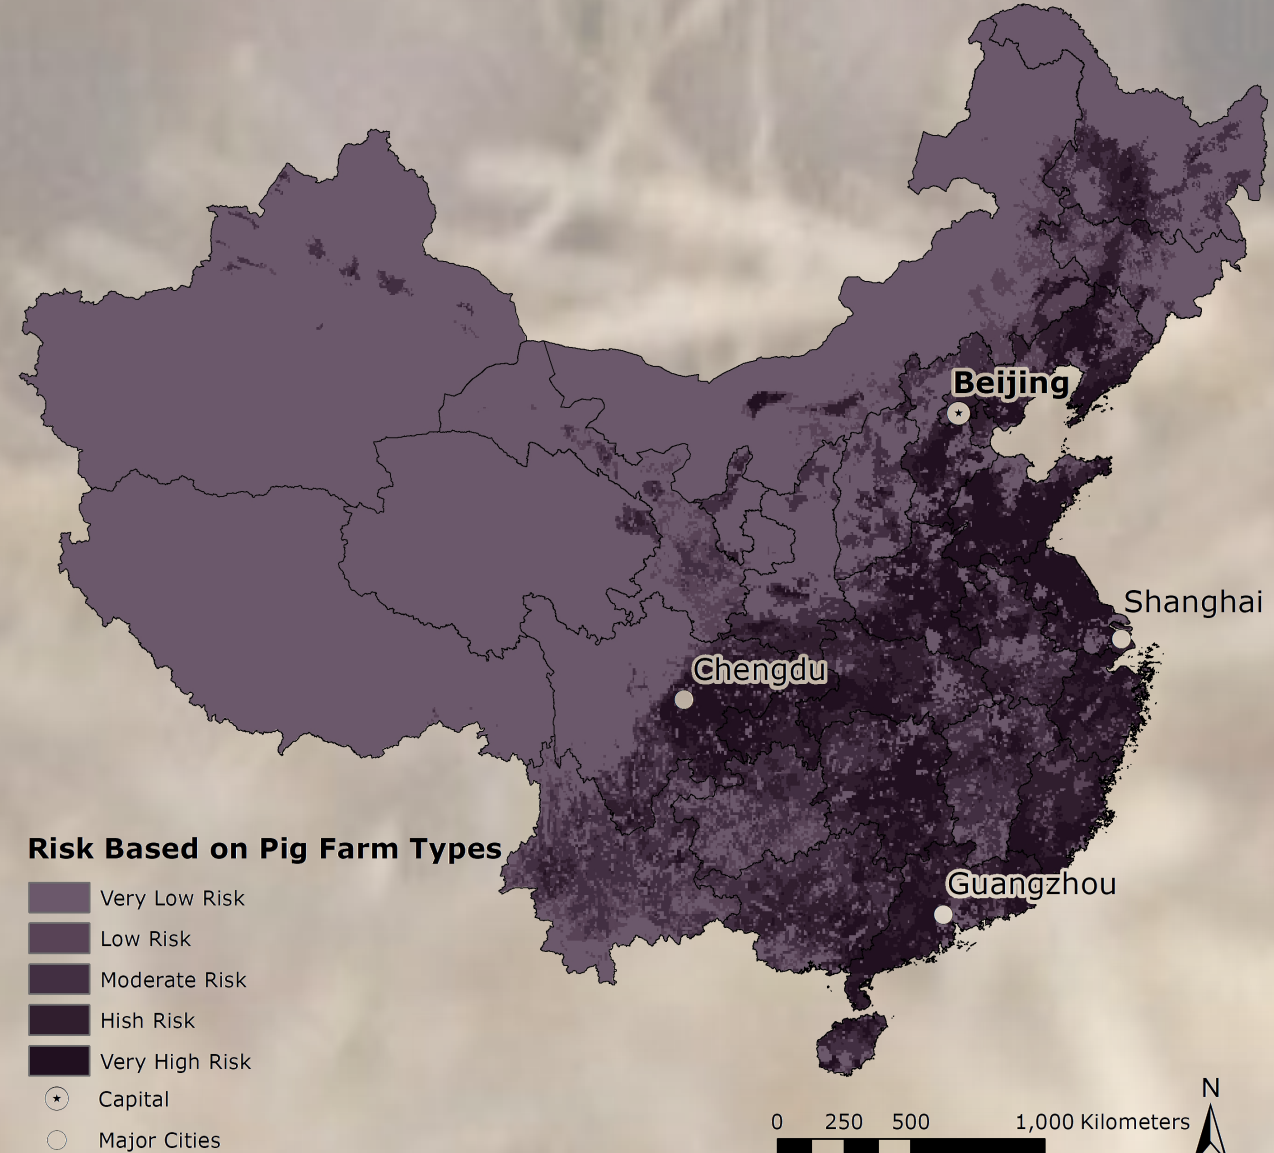 Beijing
Shanghai
Chengdu
Guangzhou
Risk Based on Pig Farm Types
Very Low Risk
Low Risk
Moderate Risk
Hish Risk
Very High Risk
Capital
Major Cities
N
0 250 500 1,000 Kilometers